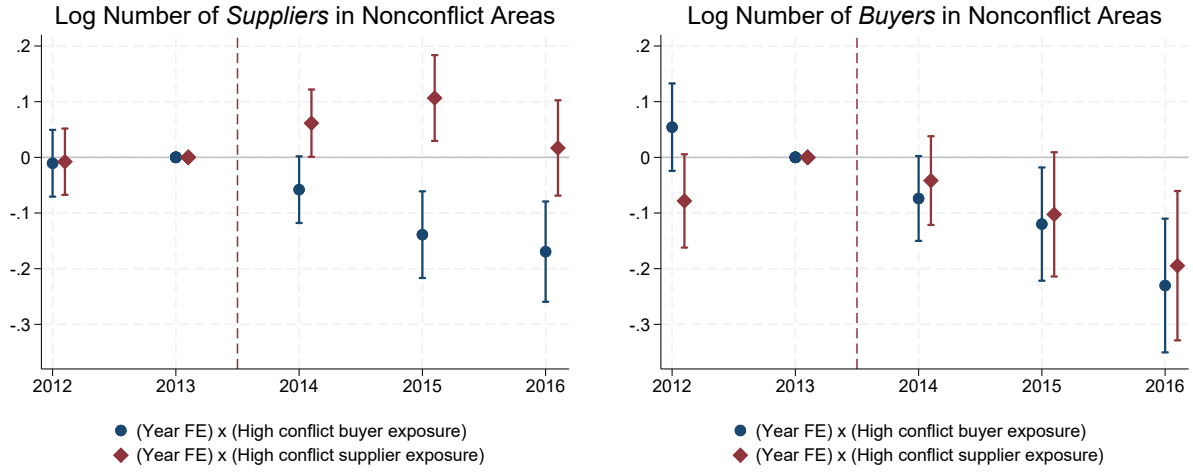 Log Number of Suppliers in Nonconflict Areas
.2
.1
0
-.1
-.2
-.3
2012 2013 2014 2015 2016
(Year FE) x (High conflict buyer exposure)
(Year FE) x (High conflict supplier exposure)
Log Number of Buyers in Nonconflict Areas
.2
.1
0
-.1
-.2
-.3
2012 2013 2014 2015 2016
(Year FE) x (High conflict buyer exposure)
(Year FE) x (High conflict supplier exposure)